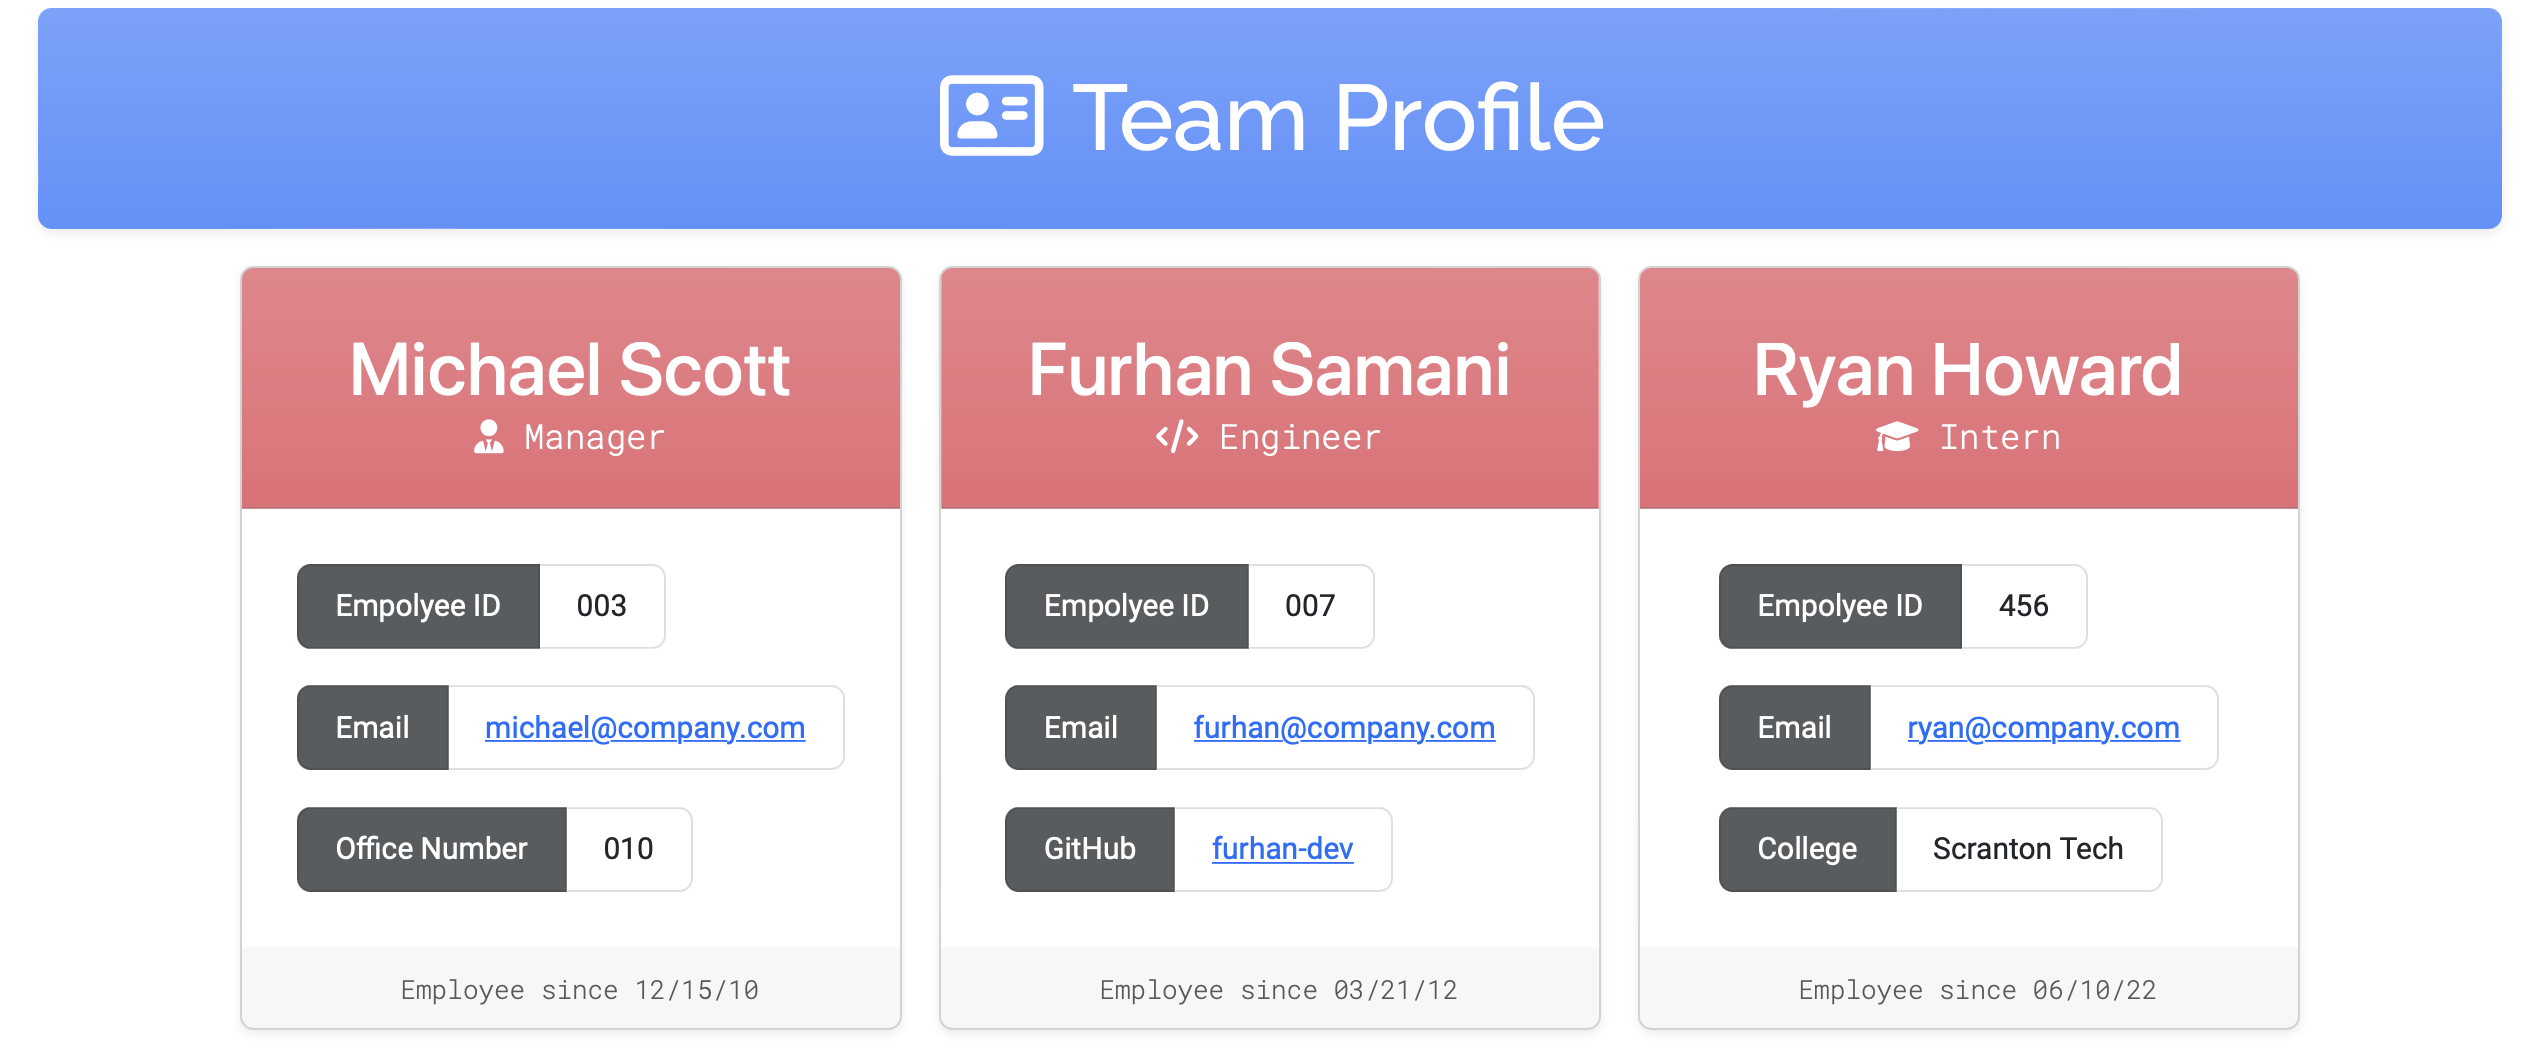 Team Profile
Michael Scott
Manager
Empolyee ID 003
Email michael@company.com
Office Number 010
Employee since 12/15/10
Furhan Samani
Engineer
Empolyee ID 007
Email furhan@company.com
GitHub furhan-dev
Employee since 03/21/12
Ryan Howard
Intern
Empolyee ID 456
Email ryan@company.com
College Scranton Tech
Employee since 06/10/22